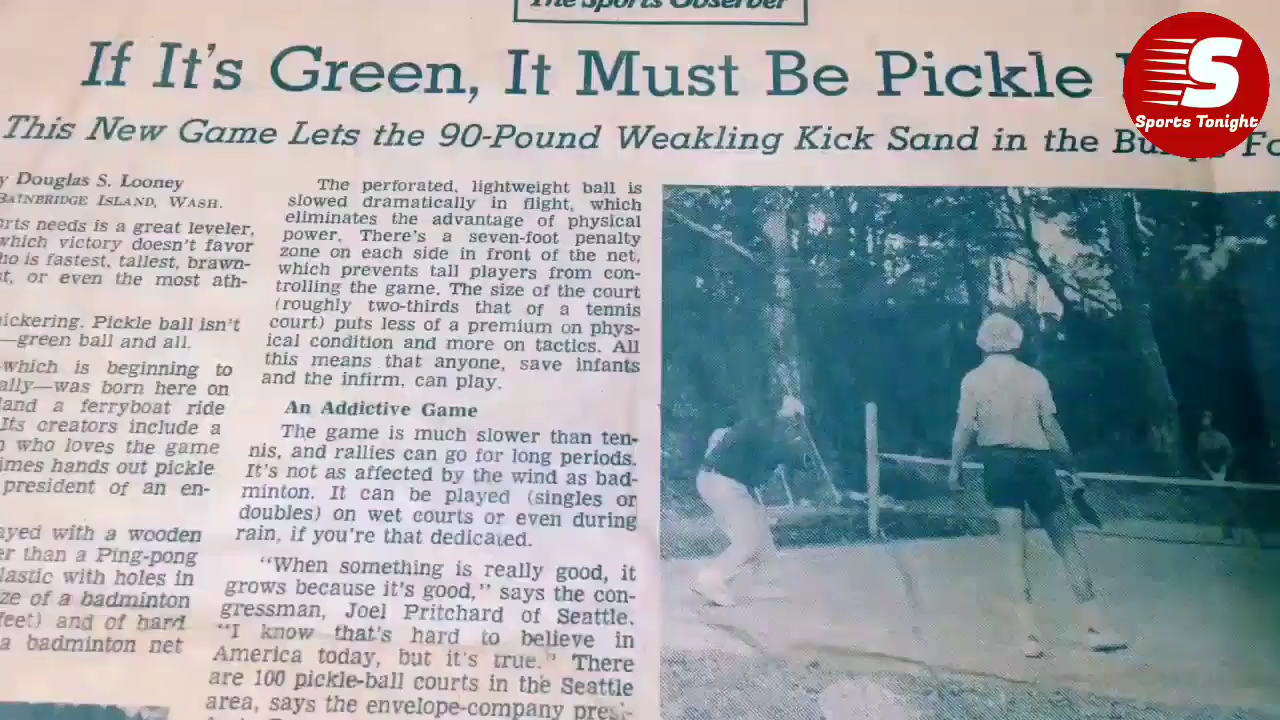 The Sports Observer
If It's Green, It Must Be Pickle
This New Game Lets the 90-Pound Weakling Kick Sand in the
Douglas S. Looney
BAINBRIDGE ISLAND, WASH.
needs is a great leveler,
which victory doesn't favor
is fastest, tallest, brawn-
or even the most ath-
Pickle ball isn't
—green ball and all.
which is beginning to
—was born here on
a ferryboat ride
Its creators include a
who loves the game
hands out pickle
president of an en-
with a wooden
than a Ping-pong
with holes in
of a badminton
feet) and of hard
a badminton net
The perforated, lightweight ball is
slowed dramatically in flight, which
eliminates the advantage of physical
power. There's a seven-foot penalty
zone on each side in front of the net,
which prevents tall players from con-
trolling the game. The size of the court
(roughly two-thirds that of a tennis
court) puts less of a premium on phys-
ical condition and more on tactics. All
this means that anyone, save infants
and the infirm, can play.
An Addictive Game
The game is much slower than ten-
nis, and rallies can go for long periods.
It's not as affected by the wind as bad-
minton. It can be played (singles or
doubles) on wet courts or even during
rain, if you're that dedicated.
"When something is really good, it
grows because it's good," says the con-
gressman, Joel Pritchard of Seattle.
"I know that's hard to believe in
America today, but it's true." There
are 100 pickle-ball courts in the Seattle
area, says the envelope-company presi-
S
Sports Tonight